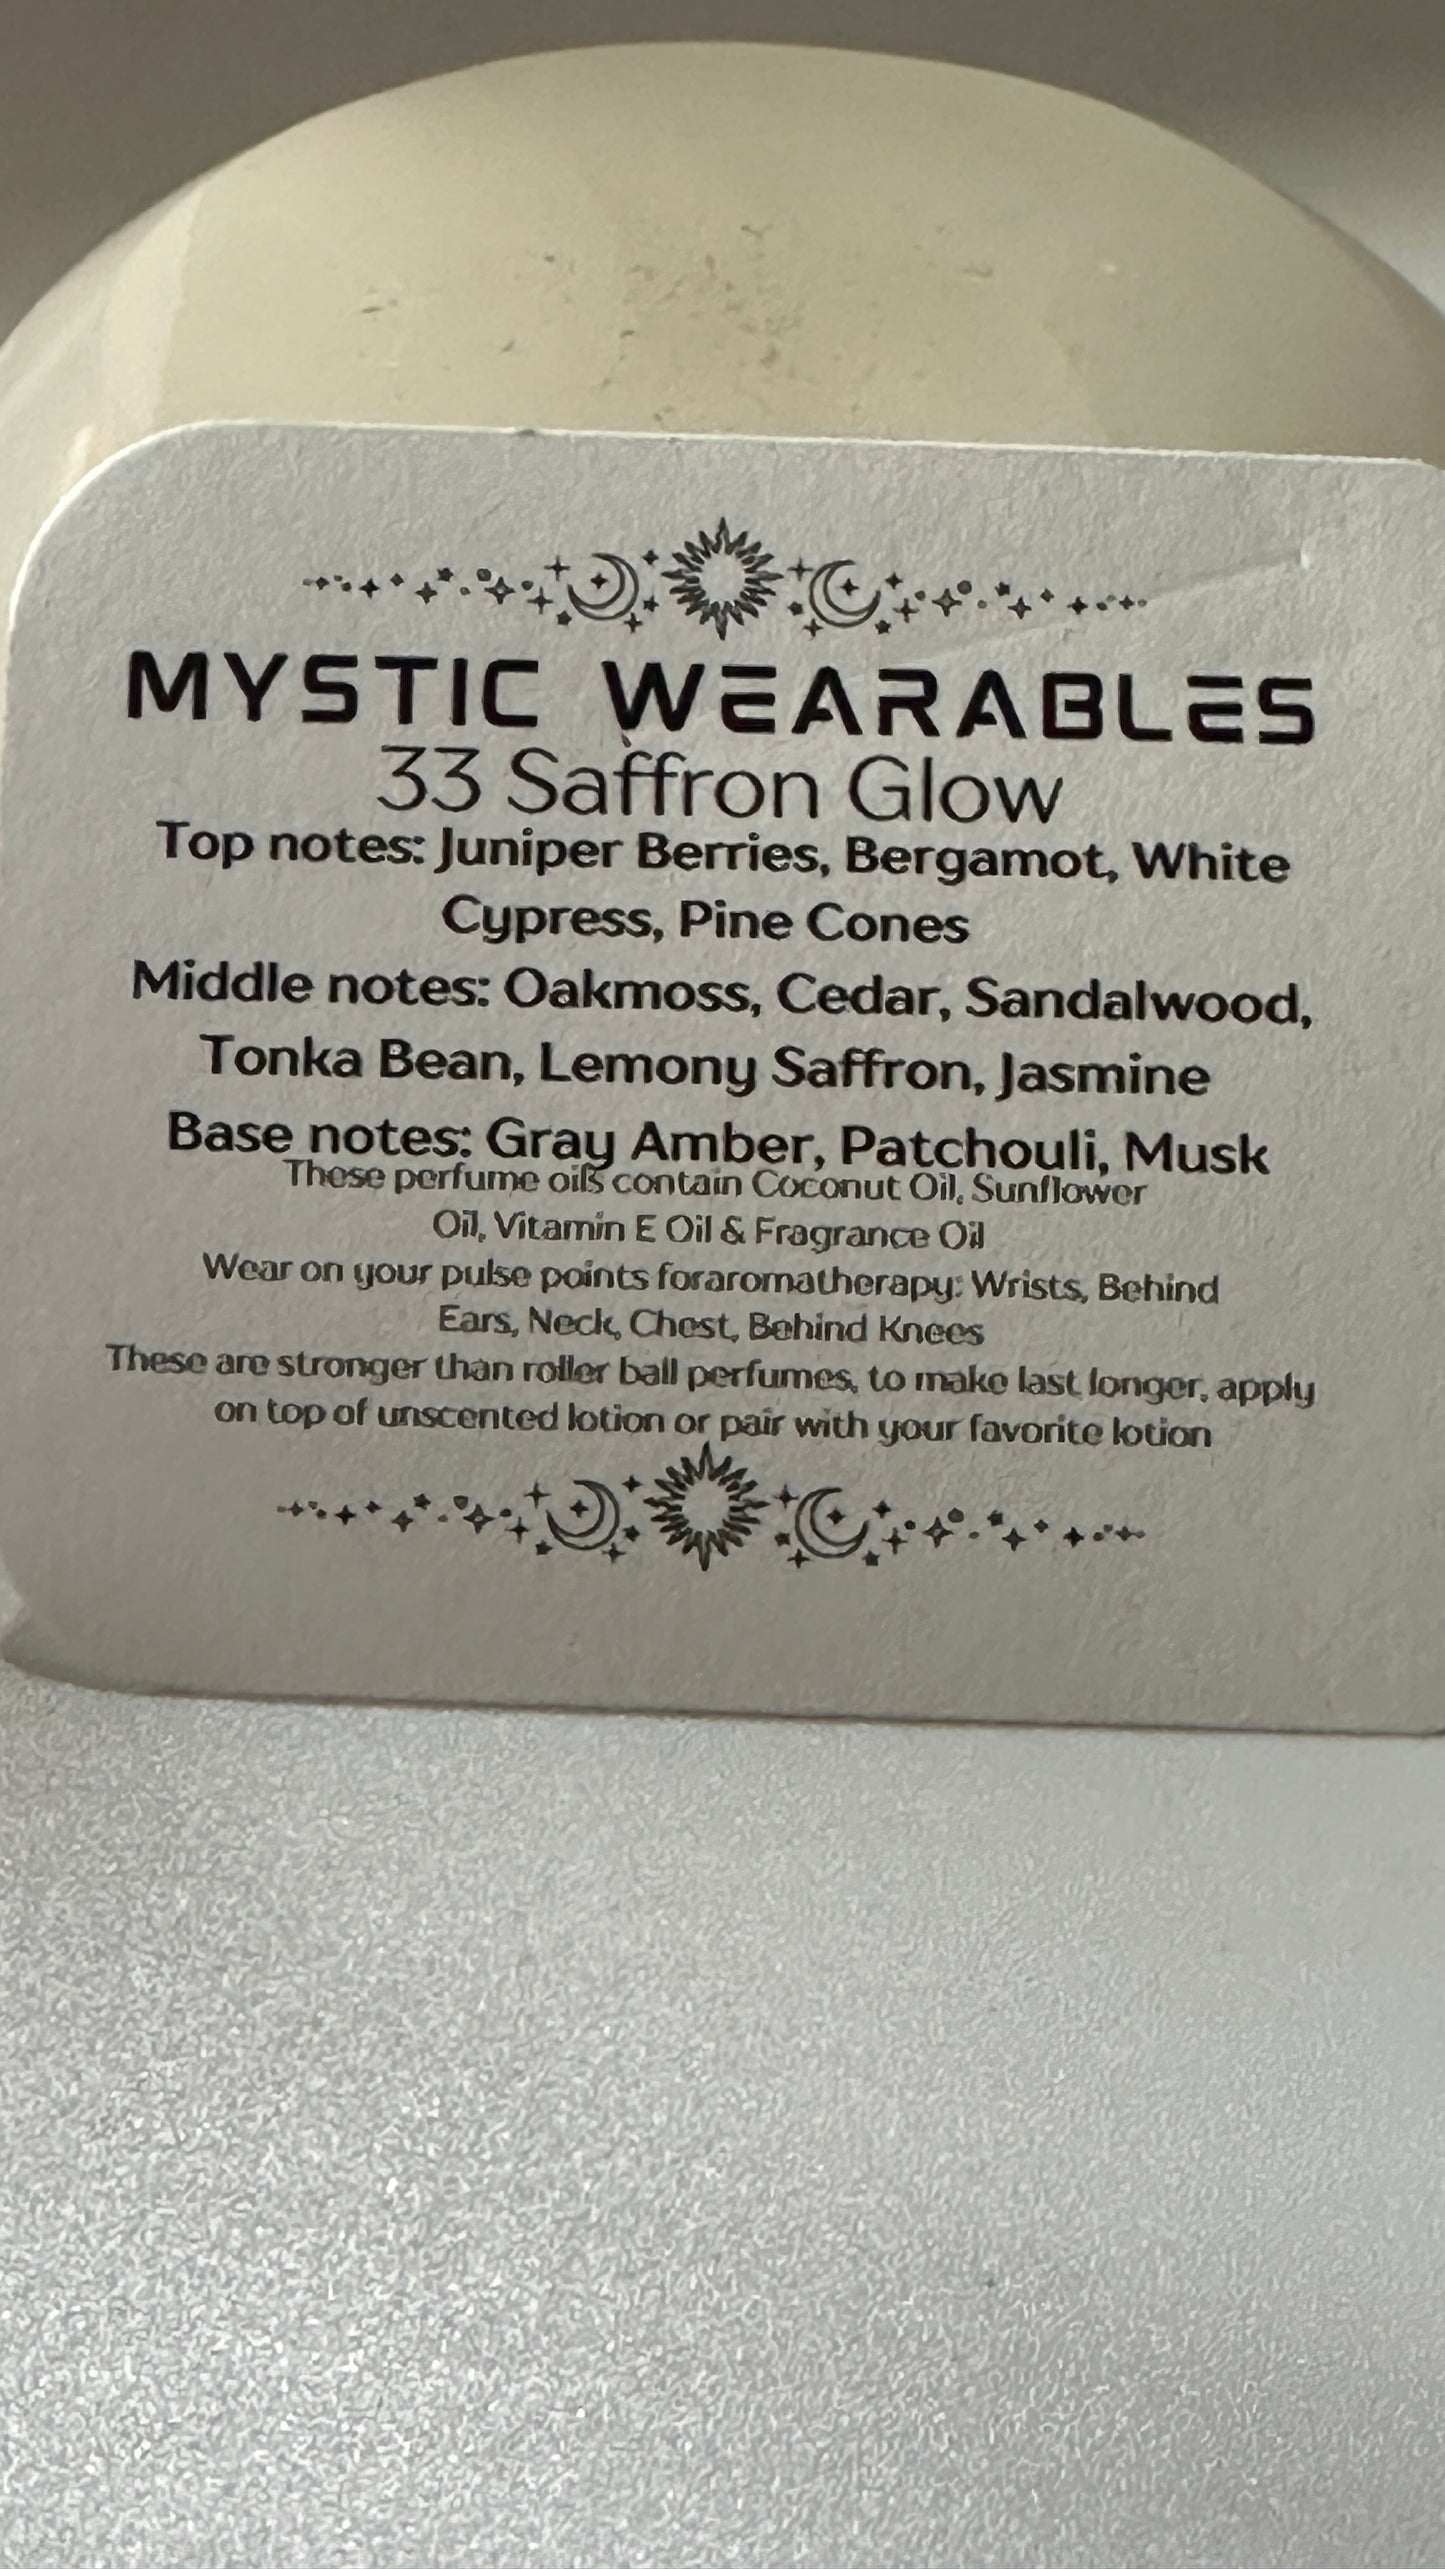 MYSTIC WEARABLES
33 Saffron Glow
Top notes: Juniper Berries, Bergamot, White
Cypress, Pine Cones
Middle notes: Oakmoss, Cedar, Sandalwood,
Tonka Bean, Lemony Saffron, Jasmine
Base notes: Gray Amber, Patchouli, Musk
These perfume oils contain Coconut Oil, Sunflower
Oil, Vitamin E Oil & Fragrance Oil
Wear on your pulse points foraromatherapy: Wrists, Behind
Ears, Neck, Chest, Behind Knees
These are stronger than roller ball perfumes, to make last longer, apply
on top of unscented lotion or pair with your favorite lotion